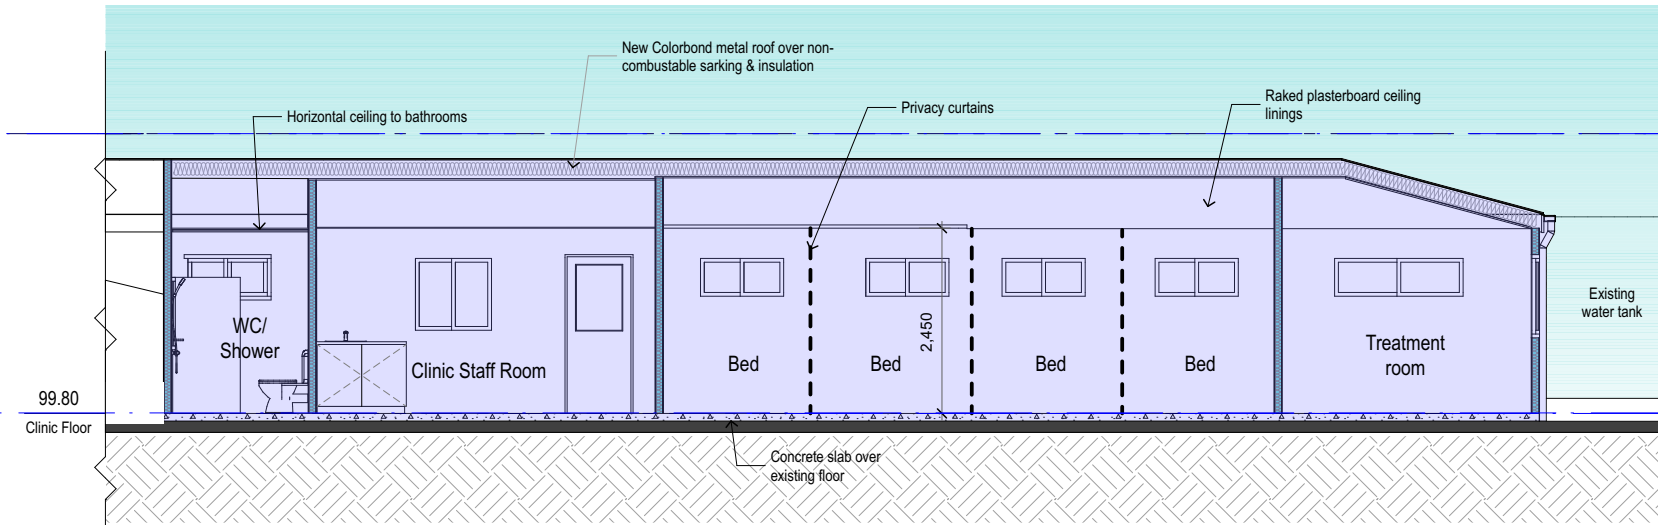 New Colorbond metal roof over non-
combustable sarking & insulation
Horizontal ceiling to bathrooms
Privacy curtains
Raked plasterboard ceiling
linings
WC/
Shower
Clinic Staff Room
Bed
Bed
2,450
Bed
Bed
Treatment
room
Existing
water tank
99.80
Clinic Floor
Concrete slab over
existing floor